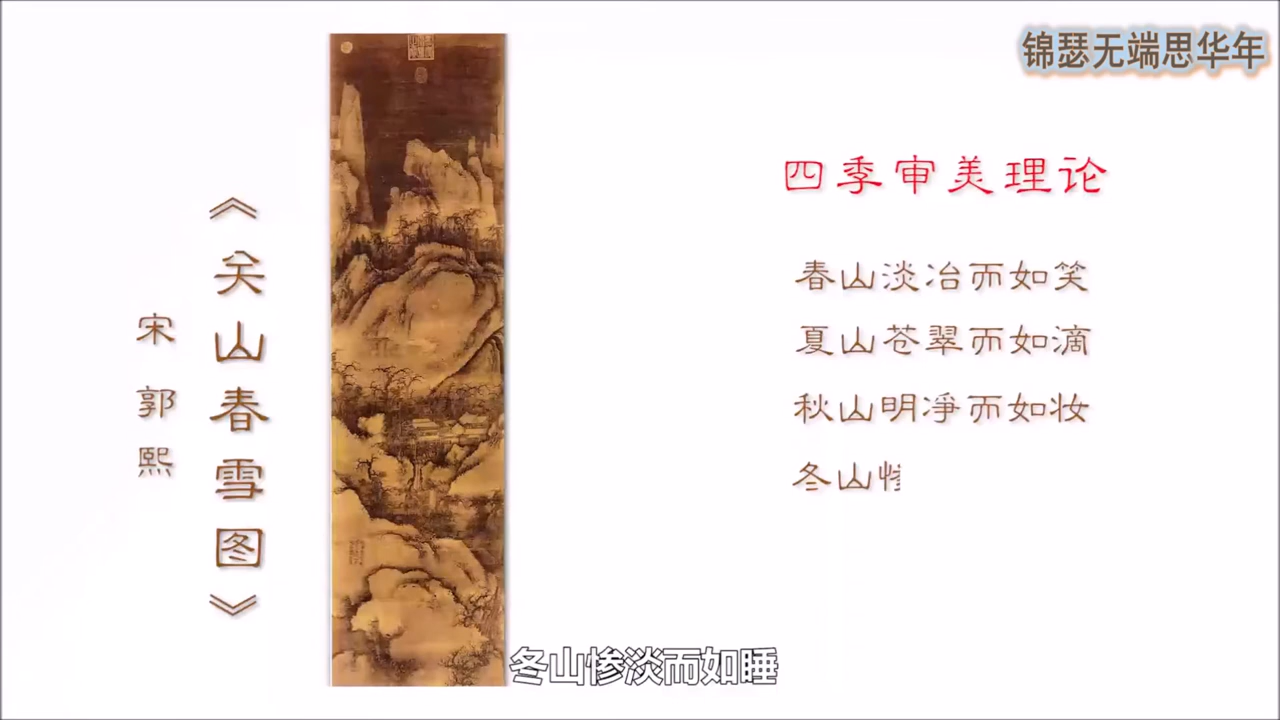 锦瑟无端思华年
四季审美理论
春山淡冶而如笑
夏山苍翠而如滴
秋山明净而如妆
冬山惨
《关山春雪图》
宋 郭熙
冬山惨淡而如睡